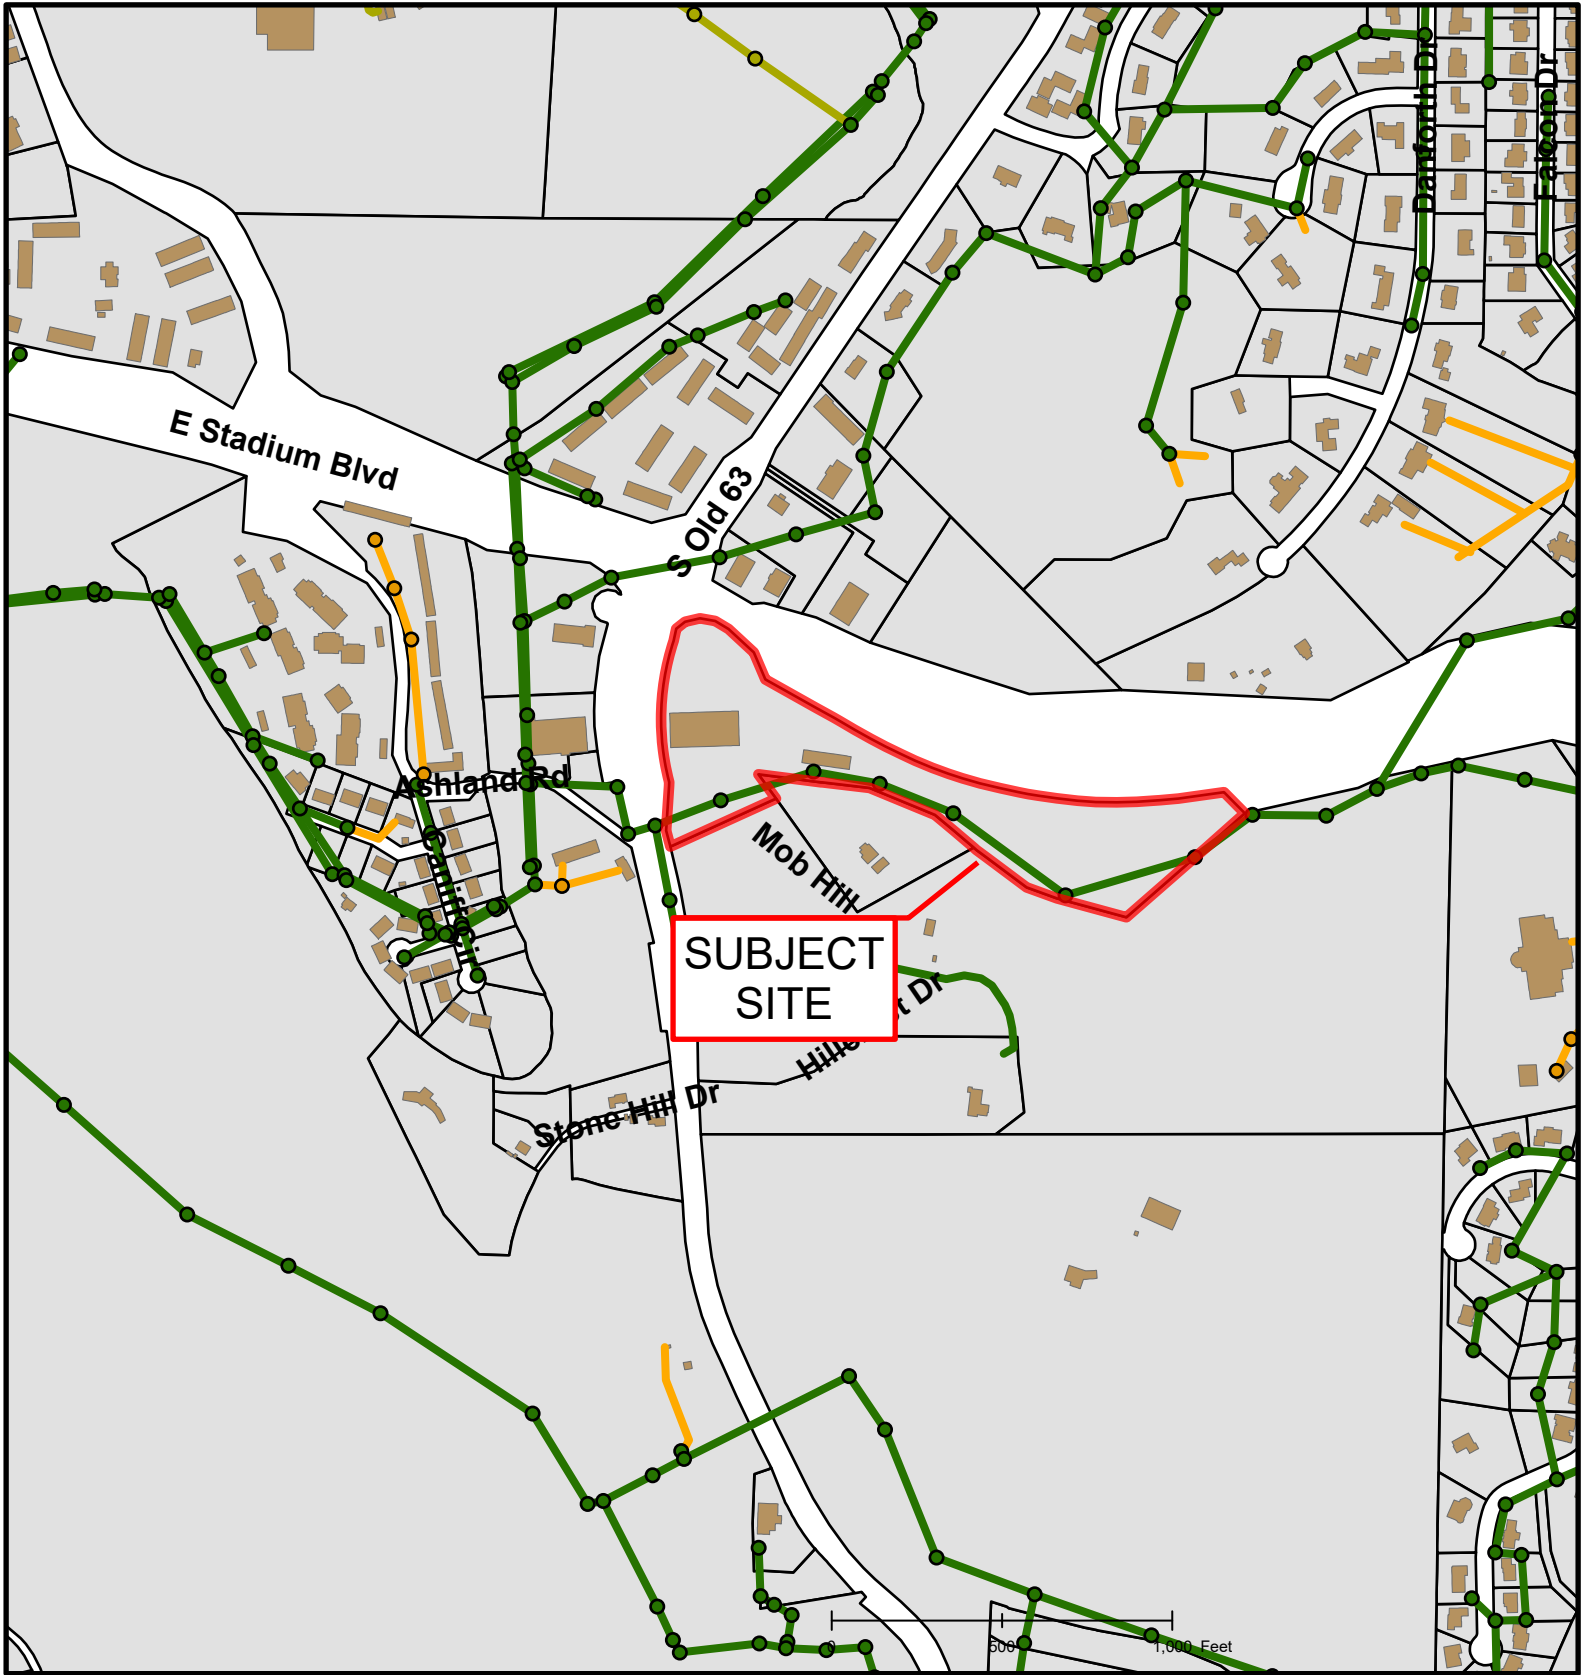 Danforth Dr
Falcon Dr
E Stadium Blvd
S Old 63
Ashland Rd
Mob Hill
SUBJECT
SITE
Stone Hill Dr
0 500 1,000 Feet